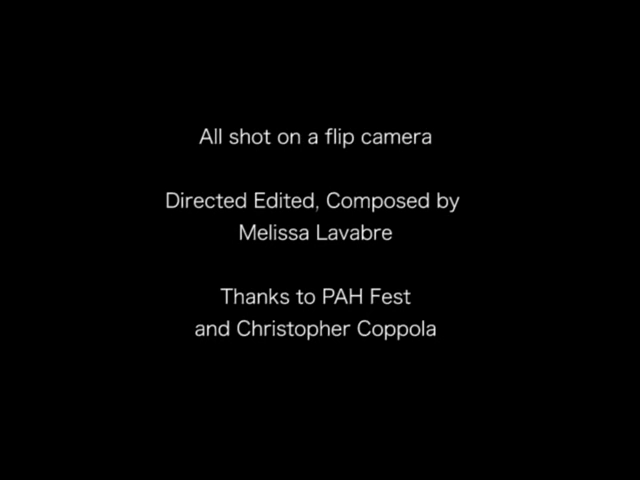 All shot on a flip camera
Directed Edited, Composed by
Melissa Lavabre
Thanks to PAH Fest
and Christopher Coppola